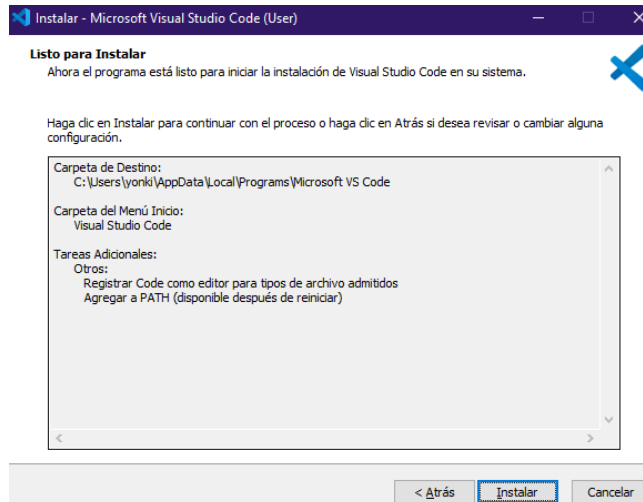 Instalar - Microsoft Visual Studio Code (User)
Listo para Instalar
Ahora el programa está listo para iniciar la instalación de Visual Studio Code en su sistema.
Haga clic en Instalar para continuar con el proceso o haga clic en Atrás si desea revisar o cambiar alguna
configuración.
Carpeta de Destino:
C:\Users\yonki\AppData\Local\Programs\Microsoft VS Code
Carpeta del Menú Inicio:
Visual Studio Code
Tareas Adicionales:
Otros:
Registrar Code como editor para tipos de archivo admitidos
Agregar a PATH (disponible después de reiniciar)
< Atrás
Instalar
Cancelar